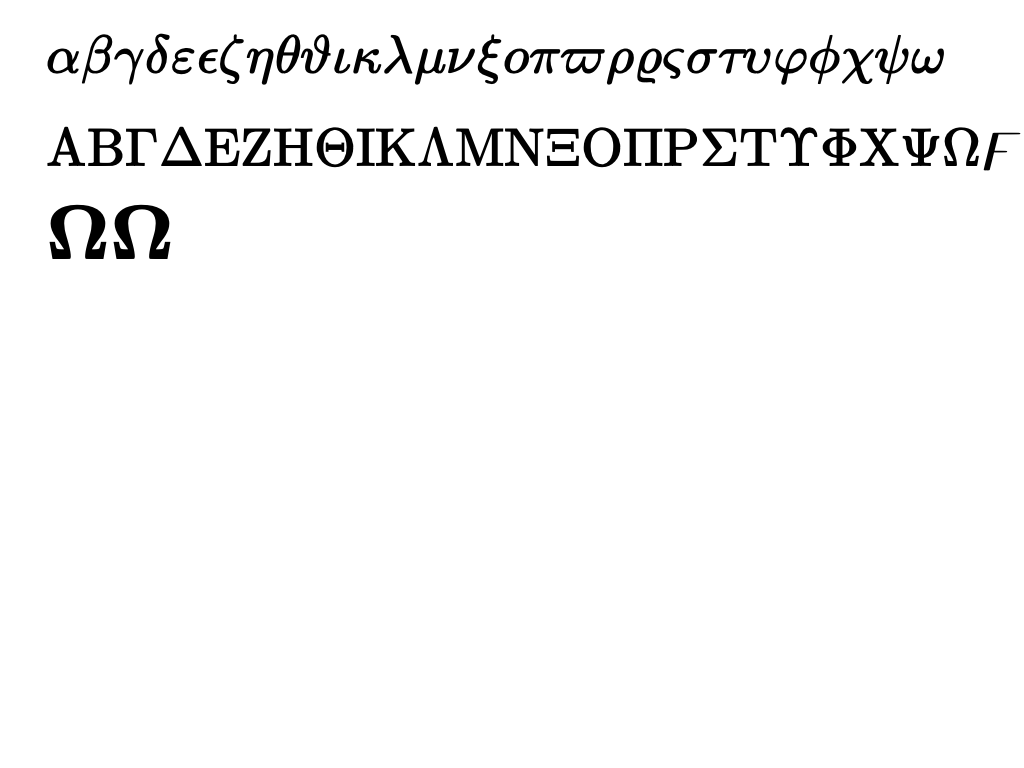 αβγδεϵζηθϑικλμνξοπϖρϱςστυφϕχψω
ΑΒΓΔΕΖΗΘΙΚΛΜΝΞΟΠΡΣΤΥΦΧΨΩϝ
ΩΩ